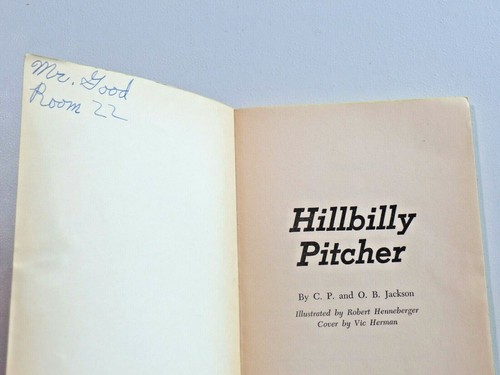 Mr. Good
Room 22
Hillbilly
Pitcher
By C. P. and O. B. Jackson
Illustrated by Robert Henneberger
Cover by Vic Herman